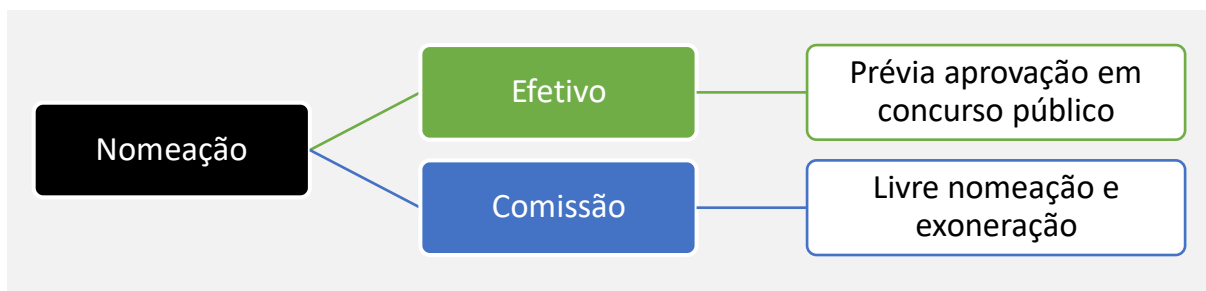 Nomeação
Efetivo
Prévia aprovação em
concurso público
Comissão
Livre nomeação e
exoneração